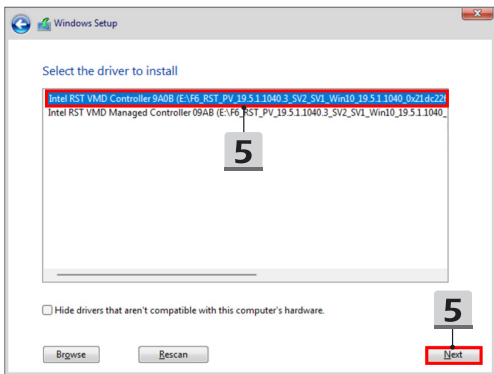 Windows Setup
Select the driver to install
Intel RST VMD Controller 9A0B (E:\F6_RST_PV_19.5.1.1040.3_SV2_SV1_Win10_19.5.1.1040_0x21dc22f
Intel RST VMD Managed Controller 09AB (E:\F6_RST_PV_19.5.1.1040.3_SV2_SV1_Win10_19.5.1.1040_
5
Hide drivers that aren't compatible with this computer's hardware.
5
Browse
Rescan
Next